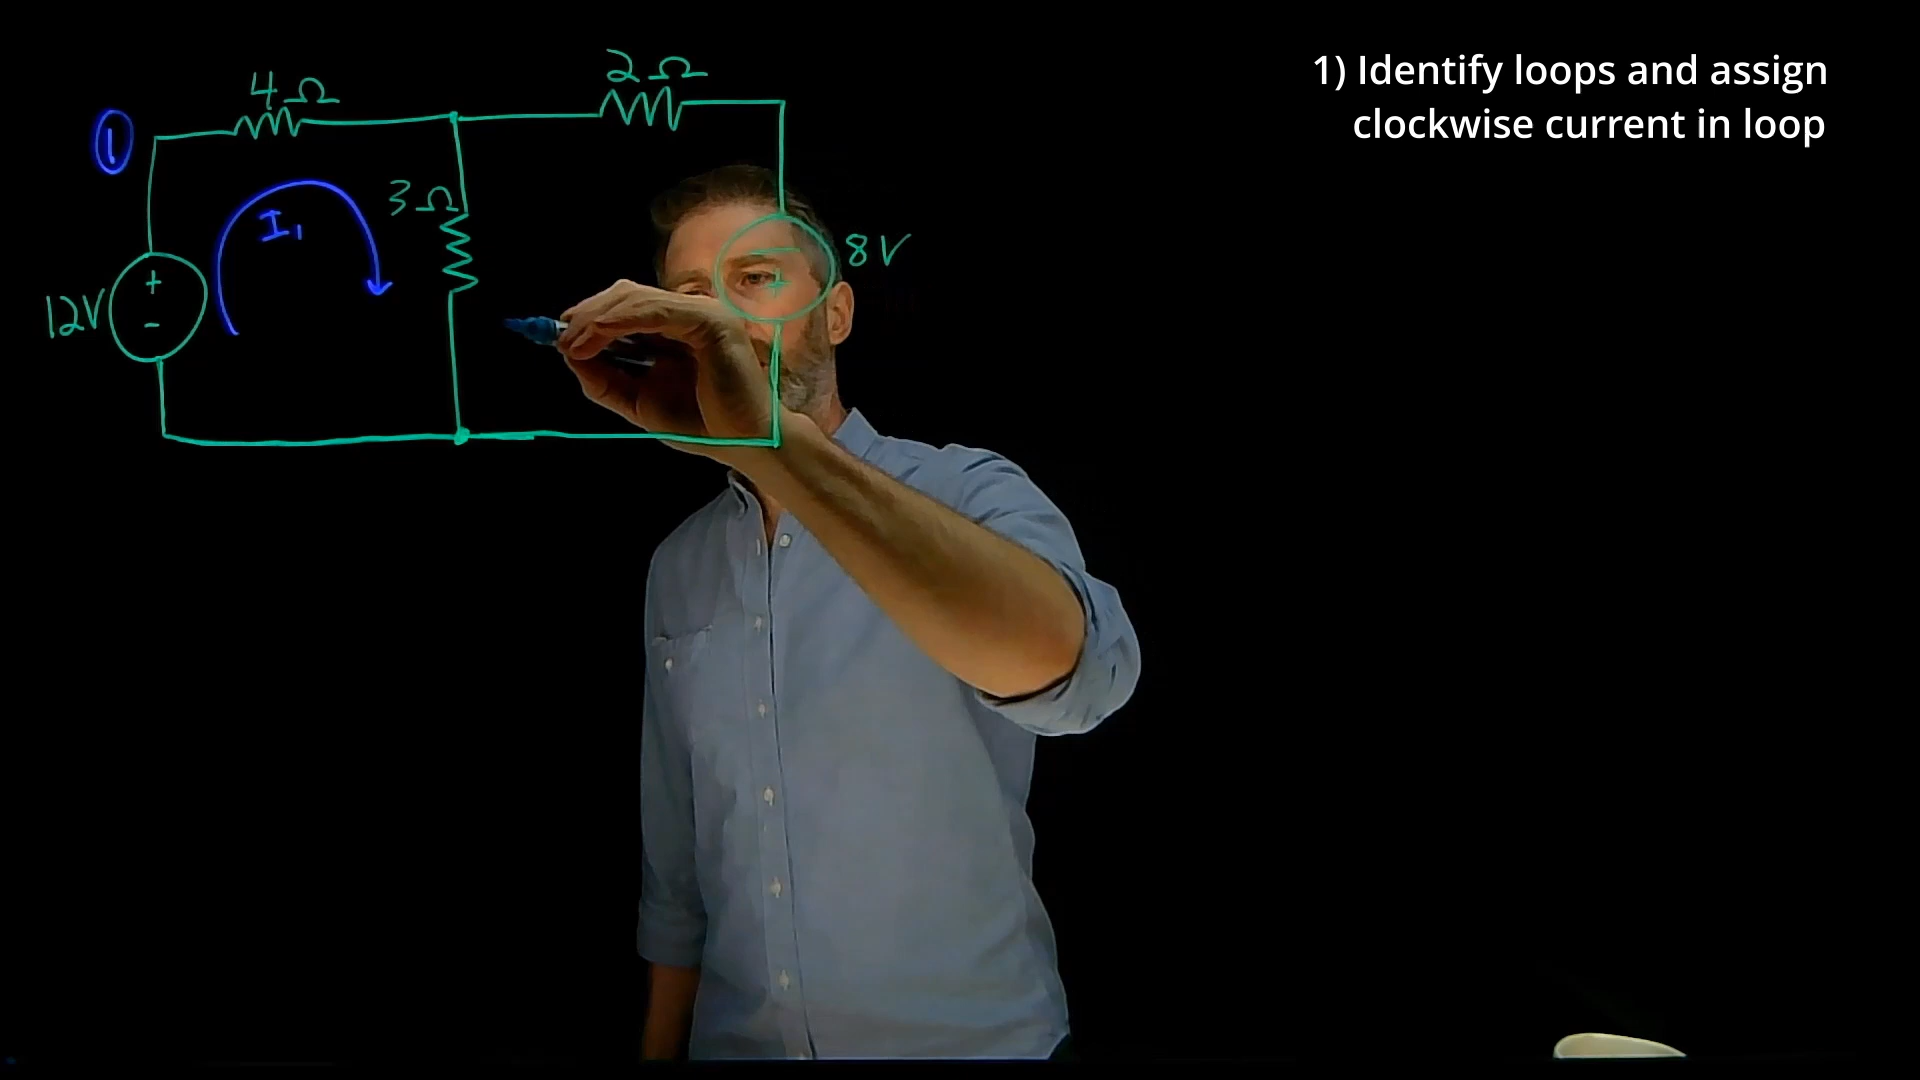 1) Identify loops and assign
clockwise current in loop
4Ω
2Ω
1
I₁
3Ω
8V
+
-
-
+
12V